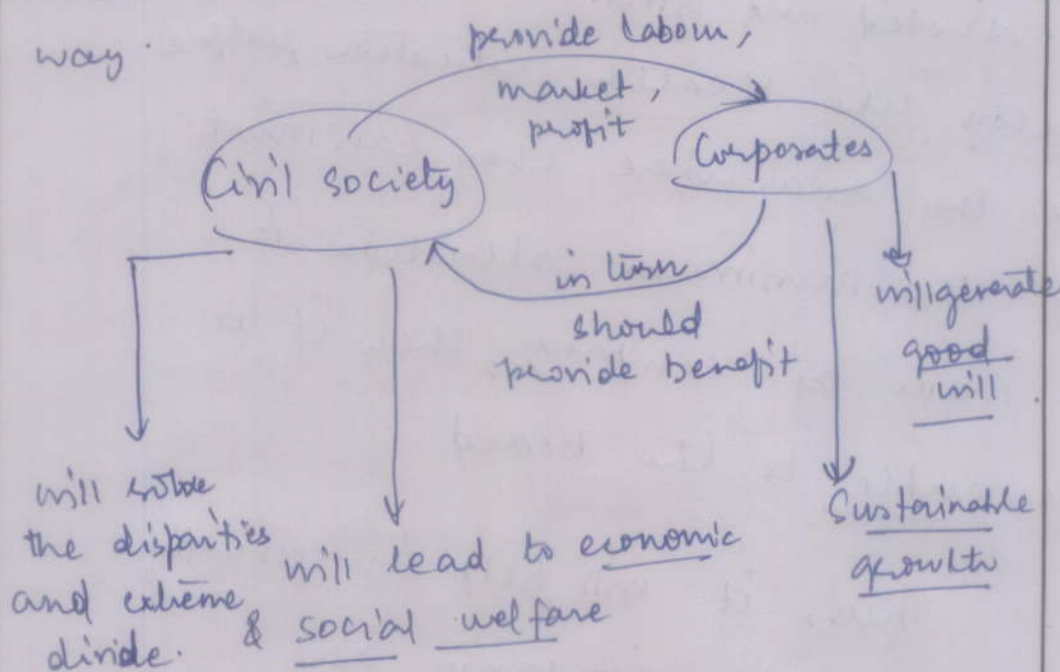 way.
provide labour,
market,
profit
Civil society
Corporates
in turn
should
provide benefit
will generate
good
will
Sustainable
growth
will solve
the disparities
and extreme
divide.
will lead to economic
& social welfare